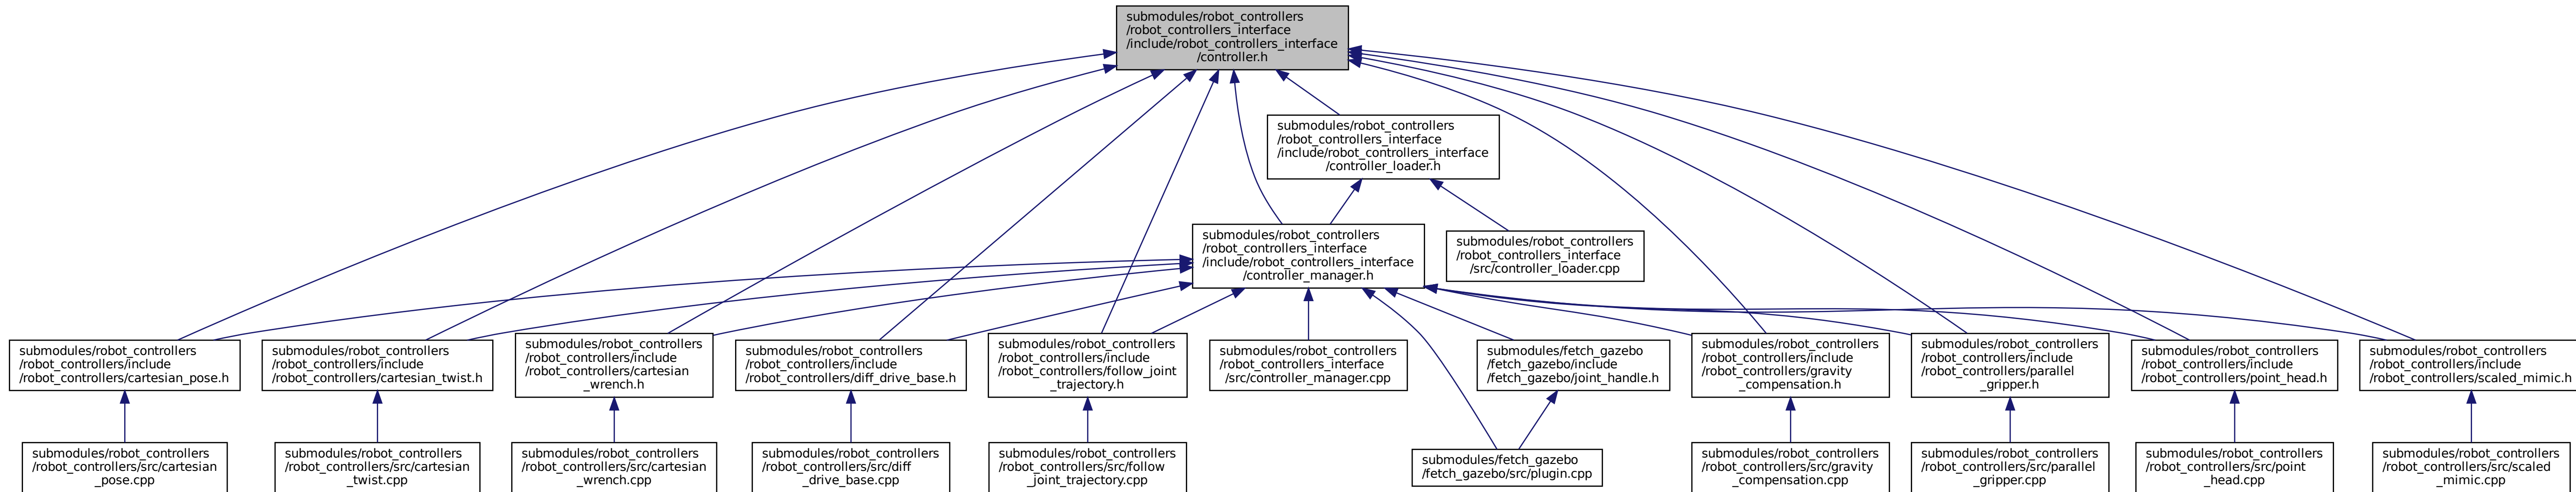 submodules/robot_controllers
/robot_controllers_interface
/include/robot_controllers_interface
/controller.h
submodules/robot_controllers
/robot_controllers_interface
/include/robot_controllers_interface
/controller_loader.h
submodules/robot_controllers
/robot_controllers_interface
/include/robot_controllers_interface
/controller_manager.h
submodules/robot_controllers
/robot_controllers_interface
/src/controller_loader.cpp
submodules/robot_controllers
/robot_controllers/include
/robot_controllers/cartesian_pose.h
submodules/robot_controllers
/robot_controllers/include
/robot_controllers/cartesian_twist.h
submodules/robot_controllers
/robot_controllers/include
/robot_controllers/cartesian
_wrench.h
submodules/robot_controllers
/robot_controllers/include
/robot_controllers/diff_drive_base.h
submodules/robot_controllers
/robot_controllers/include
/robot_controllers/follow_joint
_trajectory.h
submodules/robot_controllers
/robot_controllers_interface
/src/controller_manager.cpp
submodules/fetch_gazebo
/fetch_gazebo/include
/fetch_gazebo/joint_handle.h
submodules/robot_controllers
/robot_controllers/include
/robot_controllers/gravity
_compensation.h
submodules/robot_controllers
/robot_controllers/include
/robot_controllers/parallel
_gripper.h
submodules/robot_controllers
/robot_controllers/include
/robot_controllers/point_head.h
submodules/robot_controllers
/robot_controllers/include
/robot_controllers/scaled_mimic.h
submodules/robot_controllers
/robot_controllers/src/cartesian
_pose.cpp
submodules/robot_controllers
/robot_controllers/src/cartesian
_twist.cpp
submodules/robot_controllers
/robot_controllers/src/cartesian
_wrench.cpp
submodules/robot_controllers
/robot_controllers/src/diff
_drive_base.cpp
submodules/robot_controllers
/robot_controllers/src/follow
_joint_trajectory.cpp
submodules/fetch_gazebo
/fetch_gazebo/src/plugin.cpp
submodules/robot_controllers
/robot_controllers/src/gravity
_compensation.cpp
submodules/robot_controllers
/robot_controllers/src/parallel
_gripper.cpp
submodules/robot_controllers
/robot_controllers/src/point
_head.cpp
submodules/robot_controllers
/robot_controllers/src/scaled
_mimic.cpp